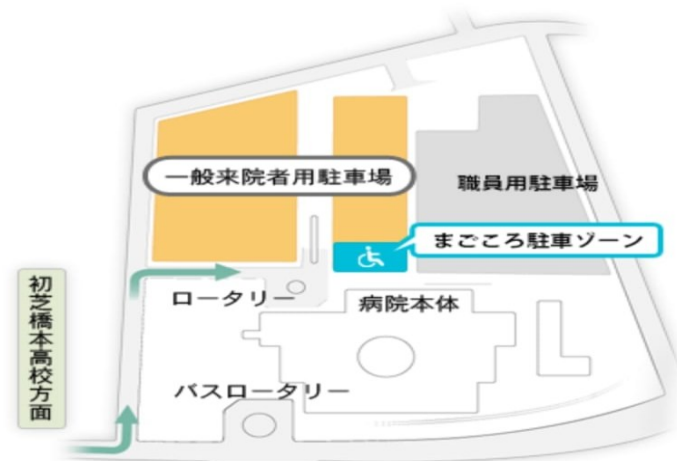 一般来院者用駐車場
職員用駐車場
まごころ駐車ゾーン
ロータリー
病院本体
初芝橋本高校方面
バスロータリー